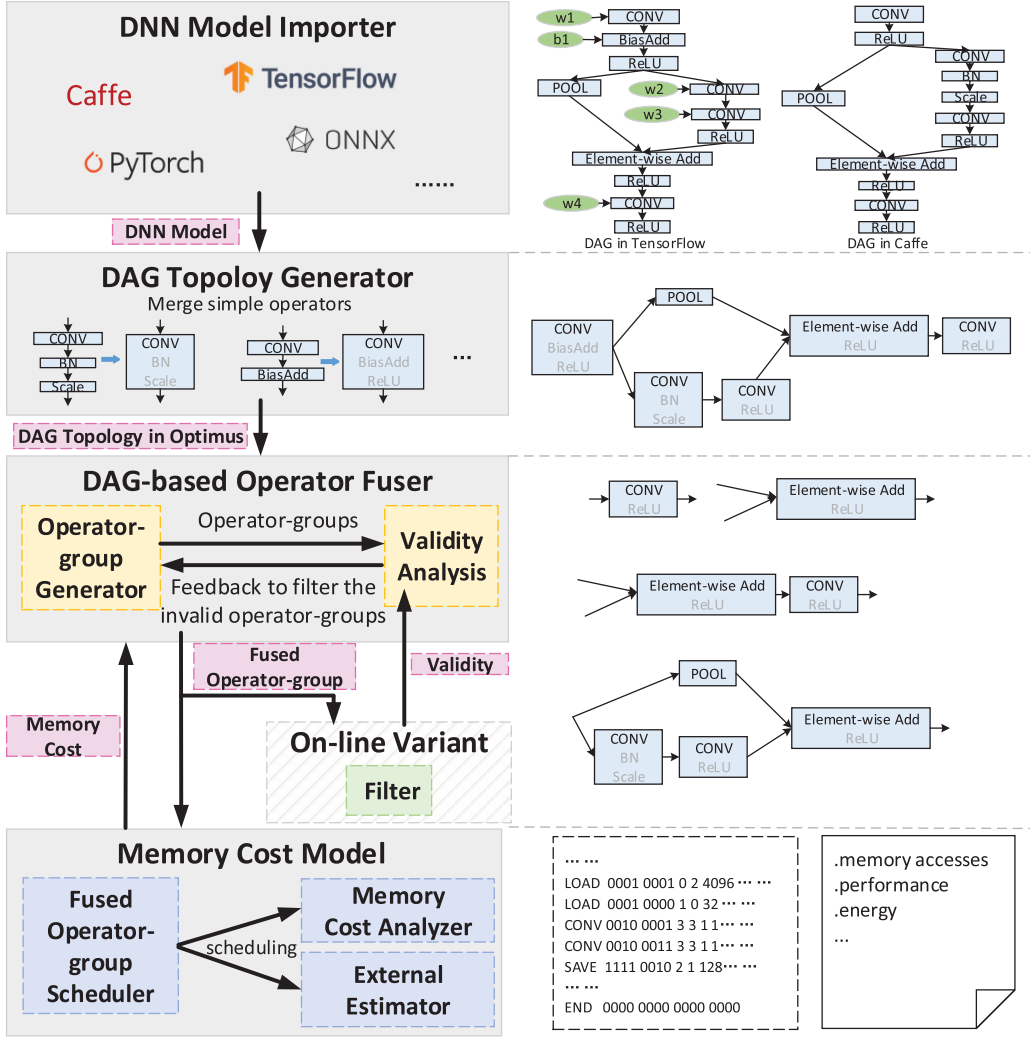 DNN Model Importer
Caffe
TensorFlow
PyTorch
ONNX
......
DNN Model
w1
CONV
b1
BiasAdd
ReLU
POOL
w2
CONV
w3
CONV
ReLU
Element-wise Add
ReLU
w4
CONV
ReLU
DAG in TensorFlow
CONV
ReLU
CONV
BN
POOL
Scale
CONV
ReLU
Element-wise Add
ReLU
CONV
ReLU
DAG in Caffe
DAG Topoloy Generator
Merge simple operators
CONV
BN
Scale
CONV
BN
Scale
CONV
BiasAdd
CONV
BiasAdd
ReLU
...
DAG Topology in Optimus
CONV
BiasAdd
ReLU
POOL
CONV
BN
Scale
CONV
ReLU
Element-wise Add
ReLU
CONV
ReLU
DAG-based Operator Fuser
Operator-
group
Generator
Operator-groups
Feedback to filter the
invalid operator-groups
Validity
Analysis
Fused
Operator-group
Validity
Memory
Cost
On-line Variant
Filter
CONV
ReLU
Element-wise Add
ReLU
Element-wise Add
ReLU
CONV
ReLU
POOL
CONV
BN
Scale
CONV
ReLU
Element-wise Add
ReLU
Memory Cost Model
Fused
Operator-
group
Scheduler
scheduling
Memory
Cost Analyzer
External
Estimator
... ...
LOAD 0001 0001 0 2 4096 ... ...
LOAD 0001 0000 1 0 32 ... ...
CONV 0010 0001 3 3 1 1 ... ...
CONV 0010 0011 3 3 1 1 ... ...
SAVE 1111 0010 2 1 128 ... ...
... ...
END 0000 0000 0000 0000
.memory accesses
.performance
.energy
...